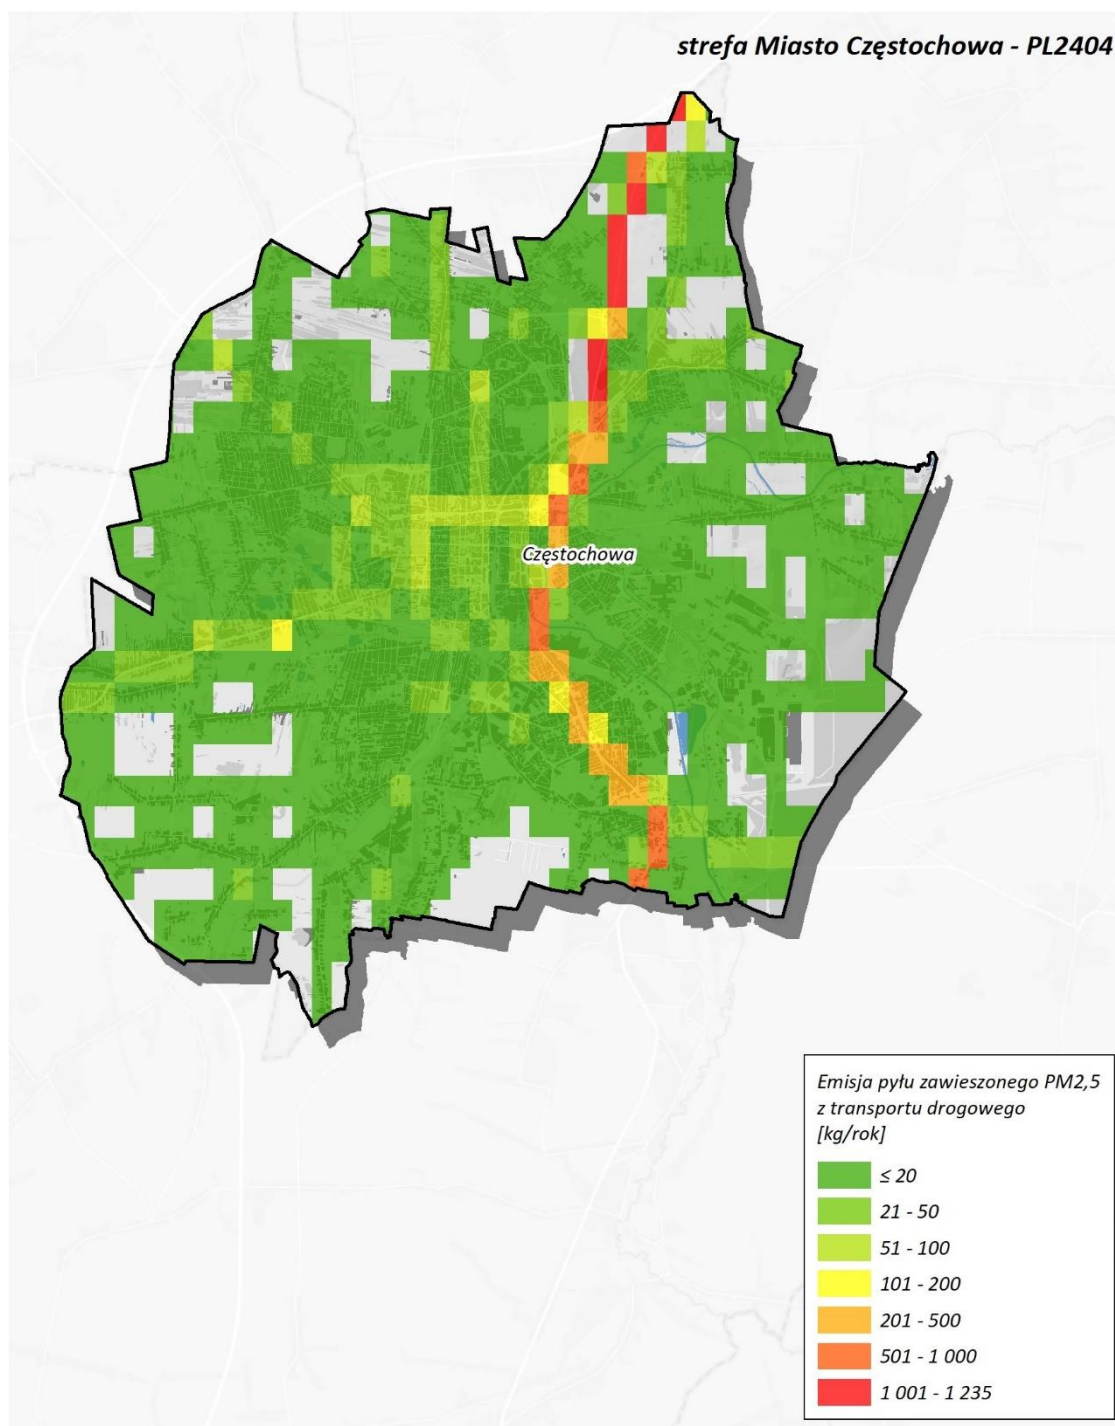 strefa Miasto Częstochowa - PL2404
Częstochowa
Emisja pyłu zawieszonego PM2,5
z transportu drogowego
[kg/rok]
≤ 20
21 - 50
51 - 100
101 - 200
201 - 500
501 - 1 000
1 001 - 1 235